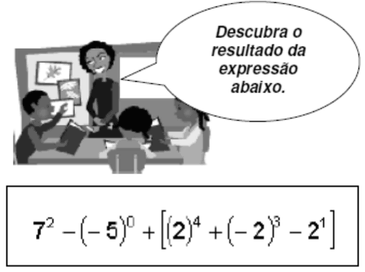 Descubra o
resultado da
expressão
abaixo.
7² – (– 5)⁰ + [(2)⁴ + (– 2)³ – 2¹]